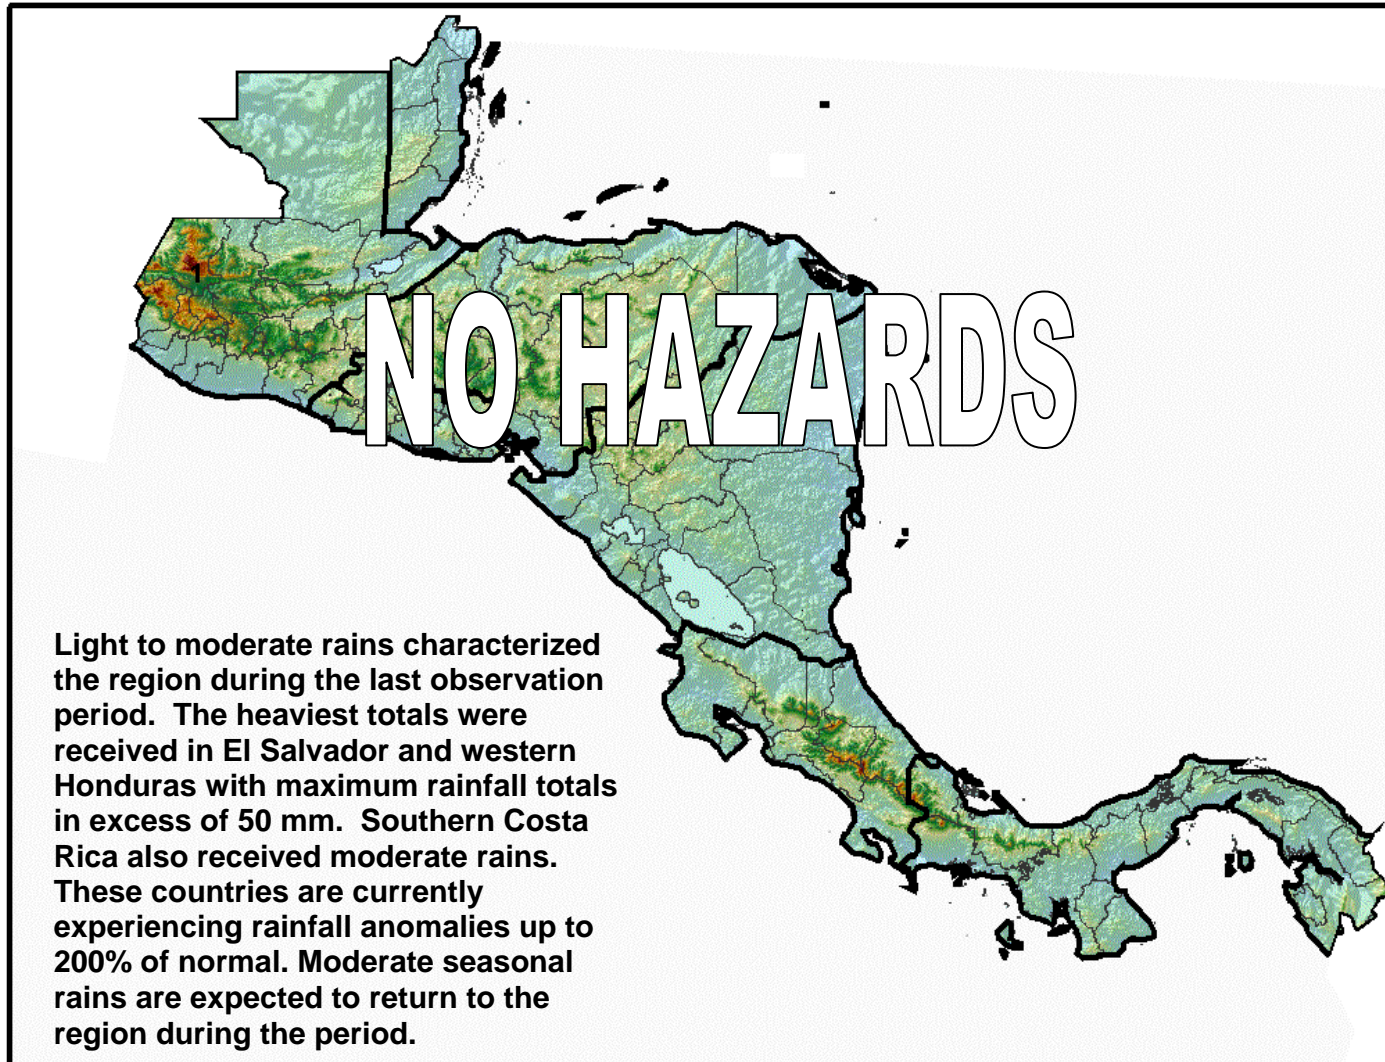 NO HAZARDS
Light to moderate rains characterized
the region during the last observation
period.  The heaviest totals were
received in El Salvador and western
Honduras with maximum rainfall totals
in excess of 50 mm.  Southern Costa
Rica also received moderate rains.
These countries are currently
experiencing rainfall anomalies up to
200% of normal. Moderate seasonal
rains are expected to return to the
region during the period.